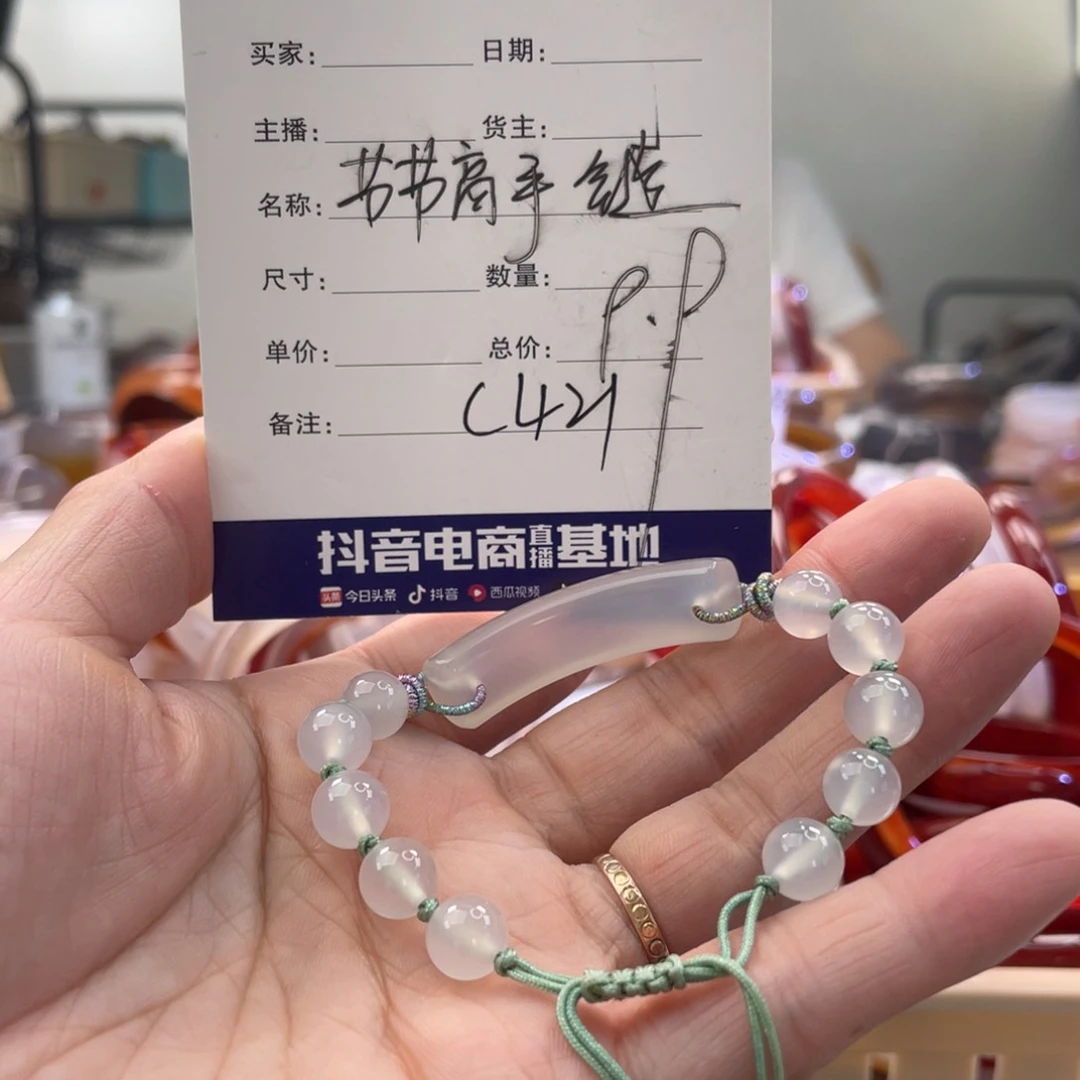 买家: 日期:
主播: 货主:
名称: 节节高手链
尺寸: 数量:
单价: 总价: P.P
备注: C421
抖音电商直播基地
头条 今日头条 抖音 西瓜视频